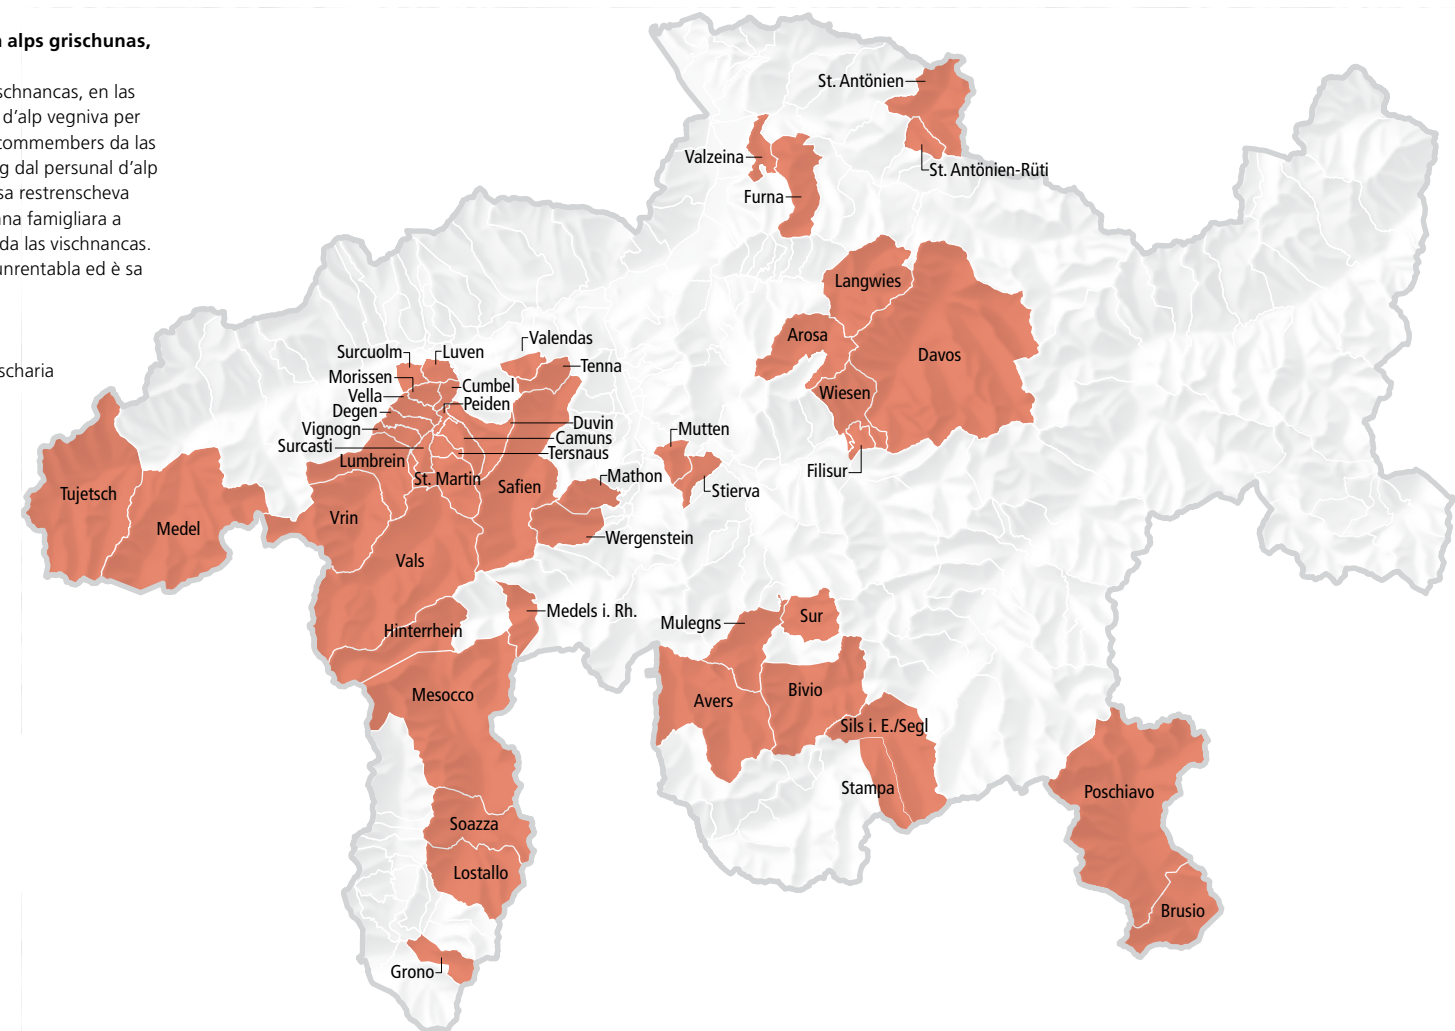 alps grischunas,
schnancas, en las
d’alp vegniva per
commembers da las
g dal persunal d’alp
sa restrenscheva
ana famigliara a
da las vischnancas.
unrentabla ed è sa
scharia
St. Antönien
Valzeina
St. Antönien-Rüti
Furna
Langwies
Arosa
Davos
Wiesen
Filisur
Valendas
Surcuolm
Luven
Tenna
Morissen
Cumbel
Vella
Peiden
Degen
Vignogn
Duvin
Surcasti
Camuns
Tersnaus
Lumbrein
St. Martin
Safien
Mathon
Mutten
Stierva
Tujetsch
Medel
Vrin
Wergenstein
Vals
Medels i. Rh.
Hinterrhein
Mulegns
Sur
Mesocco
Avers
Bivio
Sils i. E./Segl
Stampa
Poschiavo
Soazza
Lostallo
Brusio
Grono